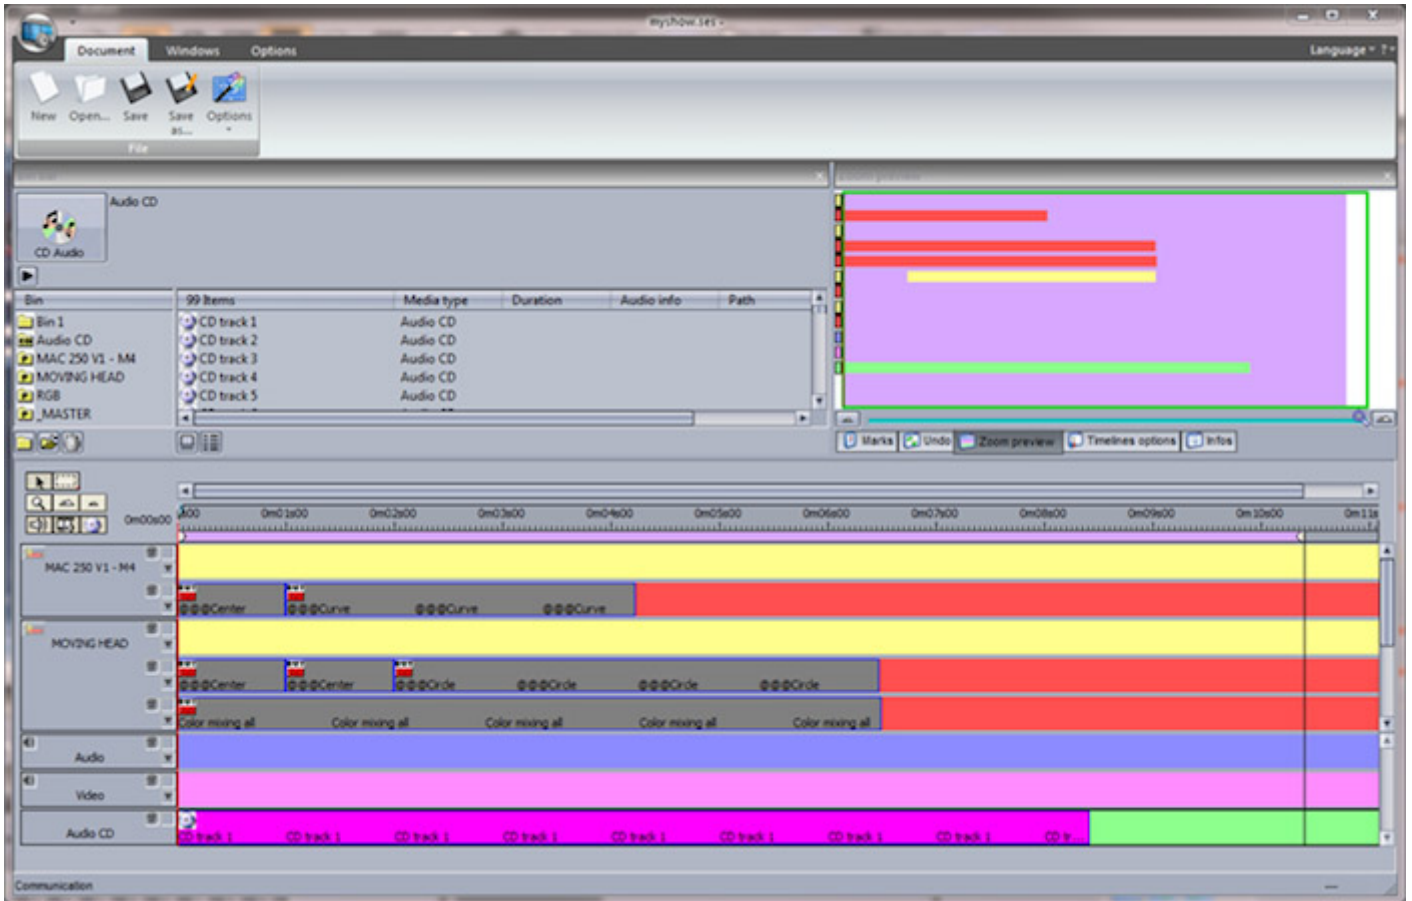 myshow.ses -
Document Windows Options Language ?
New Open... Save Save as... Options
File
Audio CD
CD Audio
Bin 99 Items Media type Duration Audio info Path
Bin 1 CD track 1 Audio CD
Audio CD CD track 2 Audio CD
MAC 250 V1 - M4 CD track 3 Audio CD
MOVING HEAD CD track 4 Audio CD
RGB CD track 5 Audio CD
_MASTER
Marks Undo Zoom preview Timelines options Infos
0m00s00 0m01s00 0m02s00 0m03s00 0m04s00 0m05s00 0m06s00 0m07s00 0m08s00 0m09s00 0m10s00 0m11s
MAC 250 V1 - M4
@@@Center @@@Curve @@@Curve @@@Curve
MOVING HEAD
@@@Center @@@Center @@@Circle @@@Circle @@@Circle @@@Circle
Color mixing all Color mixing all Color mixing all Color mixing all Color mixing all
Audio
Video
Audio CD CD track 1 CD track 1 CD track 1 CD track 1 CD track 1 CD track 1 CD track 1 CD track 1 CD tr...
Communication